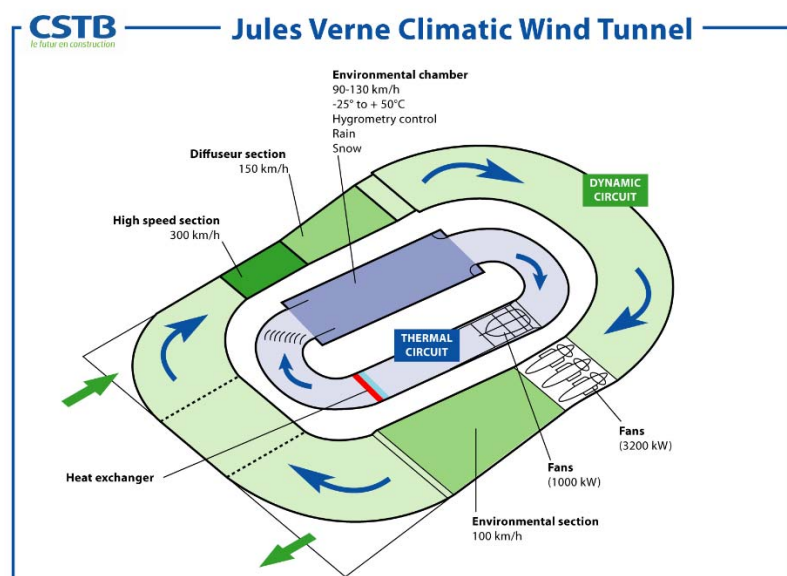 CSTB
le futur en construction
Jules Verne Climatic Wind Tunnel
Environmental chamber
90-130 km/h
-25° to + 50°C
Hygrometry control
Rain
Snow
Diffuseur section
150 km/h
High speed section
300 km/h
DYNAMIC
CIRCUIT
THERMAL
CIRCUIT
Fans
(3200 kW)
Heat exchanger
Fans
(1000 kW)
Environmental section
100 km/h